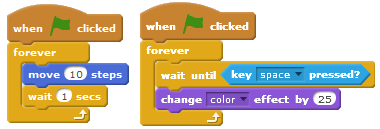 when clicked
forever
move 10 steps
wait 1 secs
when clicked
forever
wait until key space pressed?
change color effect by 25